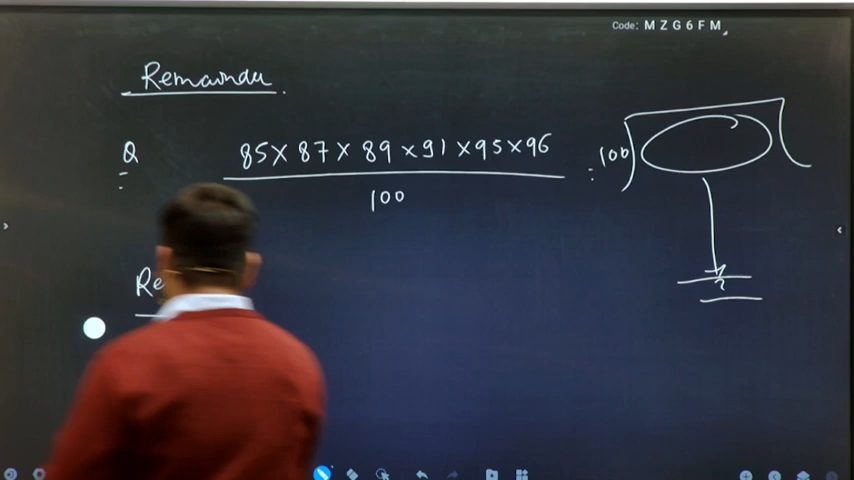 Code: M Z G 6 F M
Remainder
Q 85 × 87 × 89 × 91 × 95 × 96 : 100
100
Re
?